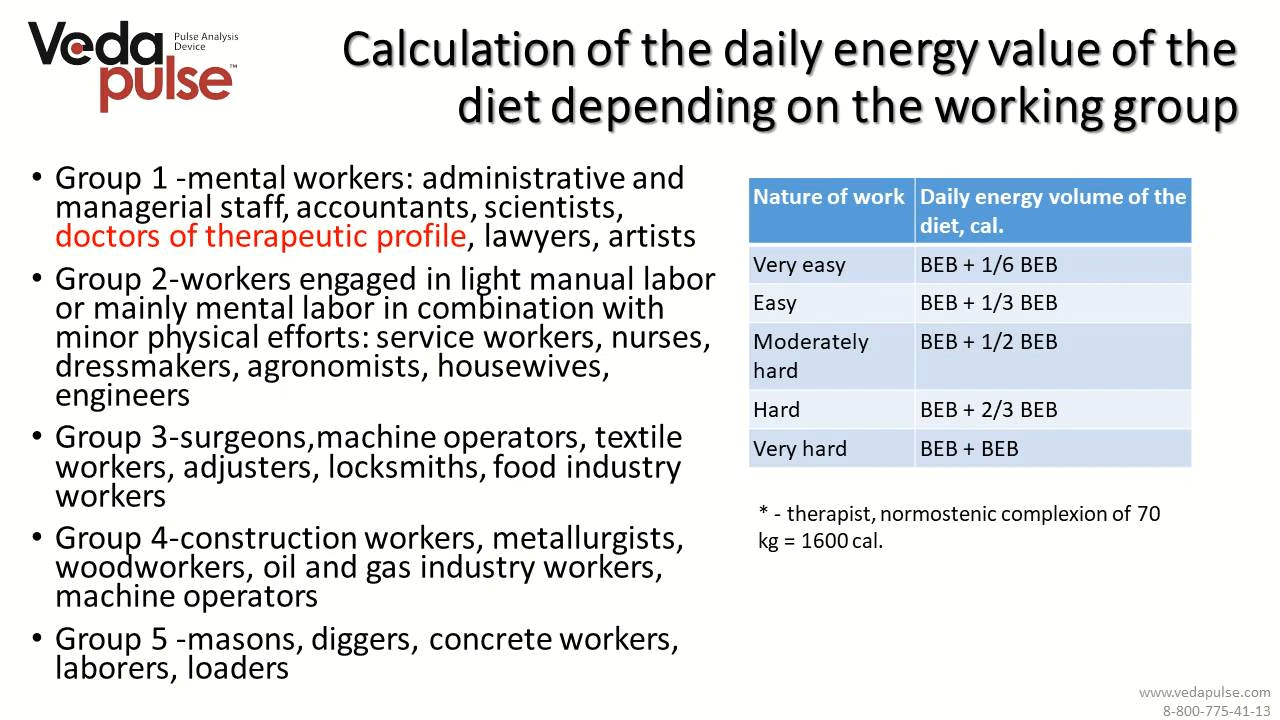 Veda
pulse™
Pulse Analysis
Device
Calculation of the daily energy value of the
diet depending on the working group
• Group 1 -mental workers: administrative and
managerial staff, accountants, scientists,
doctors of therapeutic profile, lawyers, artists
• Group 2-workers engaged in light manual labor
or mainly mental labor in combination with
minor physical efforts: service workers, nurses,
dressmakers, agronomists, housewives,
engineers
• Group 3-surgeons,machine operators, textile
workers, adjusters, locksmiths, food industry
workers
• Group 4-construction workers, metallurgists,
woodworkers, oil and gas industry workers,
machine operators
• Group 5 -masons, diggers, concrete workers,
laborers, loaders
Nature of work Daily energy volume of the
diet, cal.
Very easy BEB + 1/6 BEB
Easy BEB + 1/3 BEB
Moderately BEB + 1/2 BEB
hard
Hard BEB + 2/3 BEB
Very hard BEB + BEB
* - therapist, normostenic complexion of 70
kg = 1600 cal.
www.vedapulse.com
8-800-775-41-13